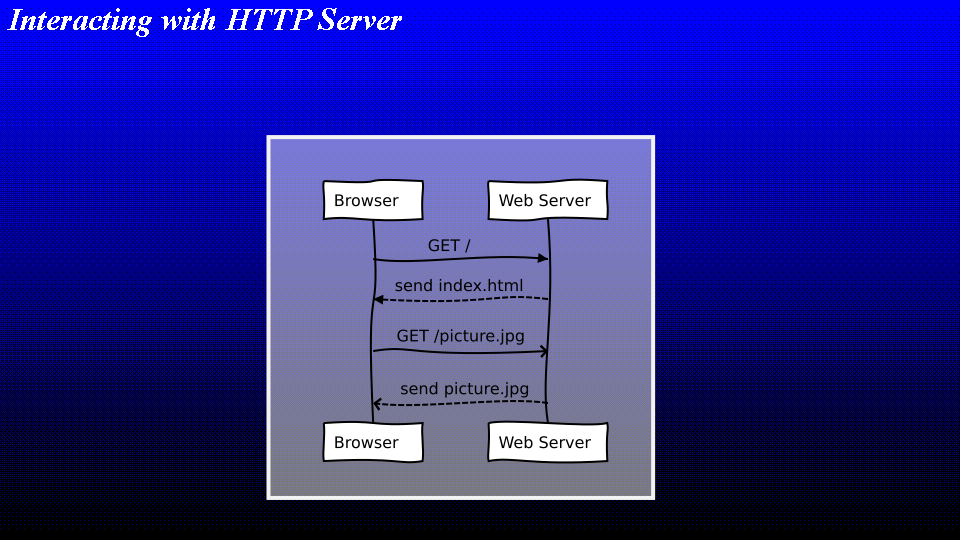 Interacting with HTTP Server
Browser
Web Server
GET /
send index.html
GET /picture.jpg
send picture.jpg
Browser
Web Server